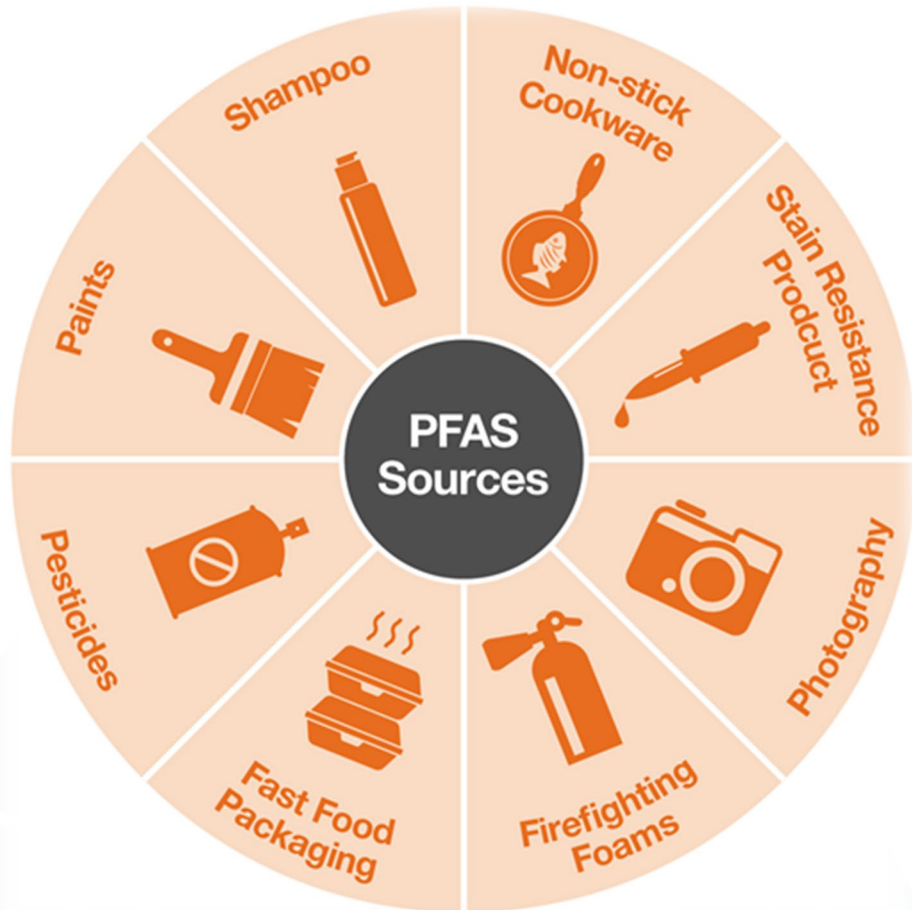 PFAS
Sources
Non-stick
Cookware
Stain Resistance
Prodcuct
Photography
Firefighting
Foams
Fast Food
Packaging
Pesticides
Paints
Shampoo